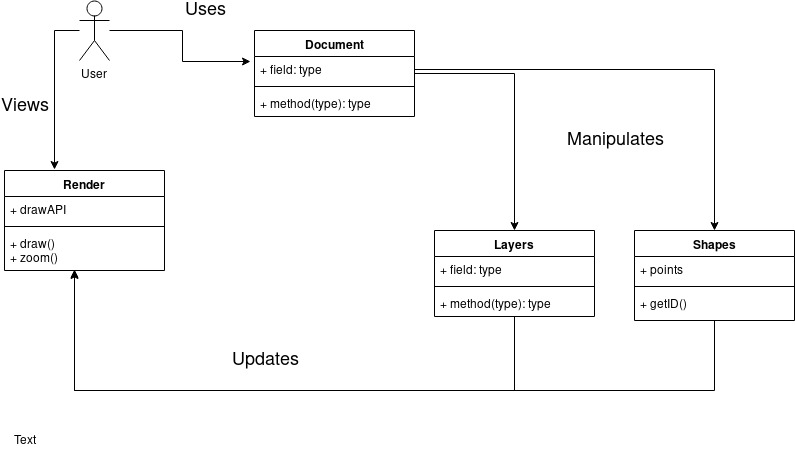 Uses
User
Document
+ field: type
+ method(type): type
Views
Manipulates
Render
+ drawAPI
+ draw()
+ zoom()
Layers
+ field: type
+ method(type): type
Shapes
+ points
+ getID()
Updates
Text